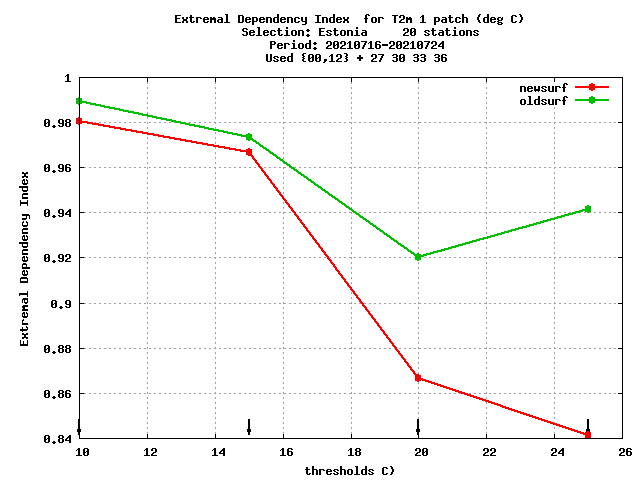 Extremal Dependency Index  for T2m 1 patch (deg C)
Selection: Estonia     20 stations
Period: 20210716-20210724
Used {00,12} + 27 30 33 36
newsurf
oldsurf
1
0.98
0.96
0.94
0.92
0.9
0.88
0.86
0.84
Extremal Dependency Index
10 12 14 16 18 20 22 24 26
thresholds C)